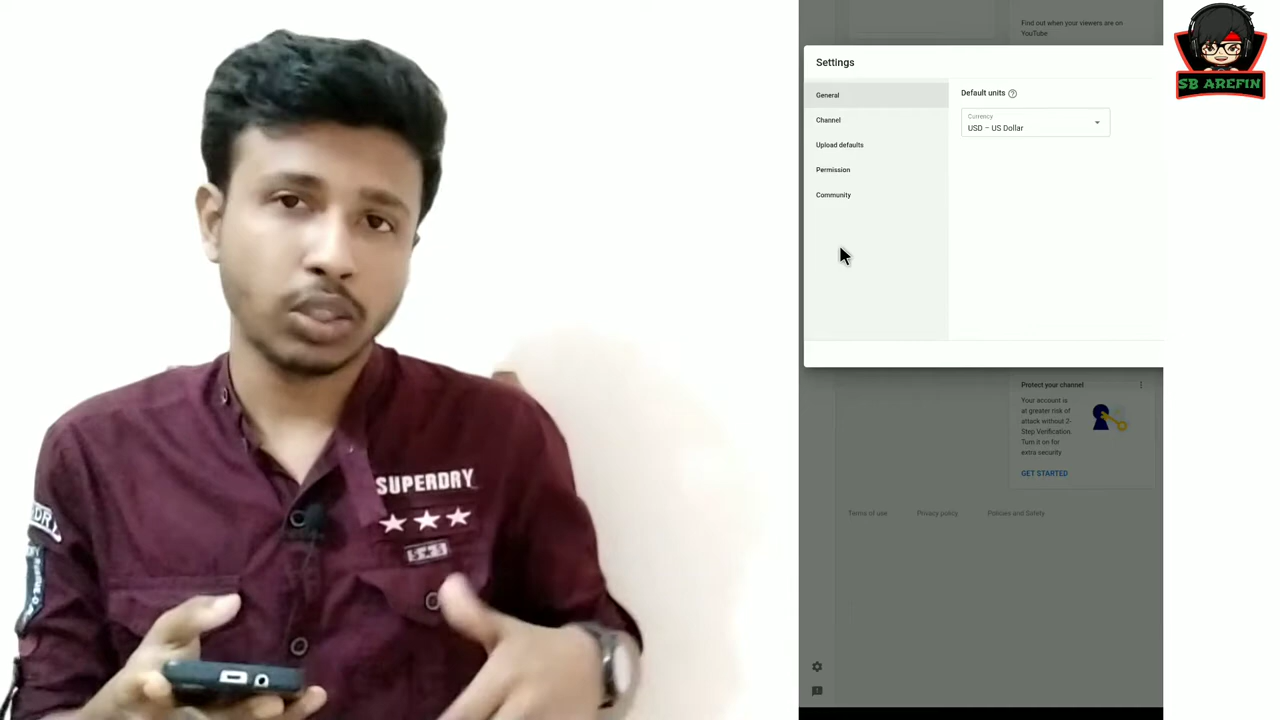 Find out when your viewers are on
YouTube
SB AREFIN
Settings
General
Channel
Upload defaults
Permission
Community
Default units
Currency
USD – US Dollar
Protect your channel
Your account is
at greater risk of
attack without 2-
Step Verification.
Turn it on for
extra security
GET STARTED
Terms of use
Privacy policy
Policies and Safety
SUPERDRY